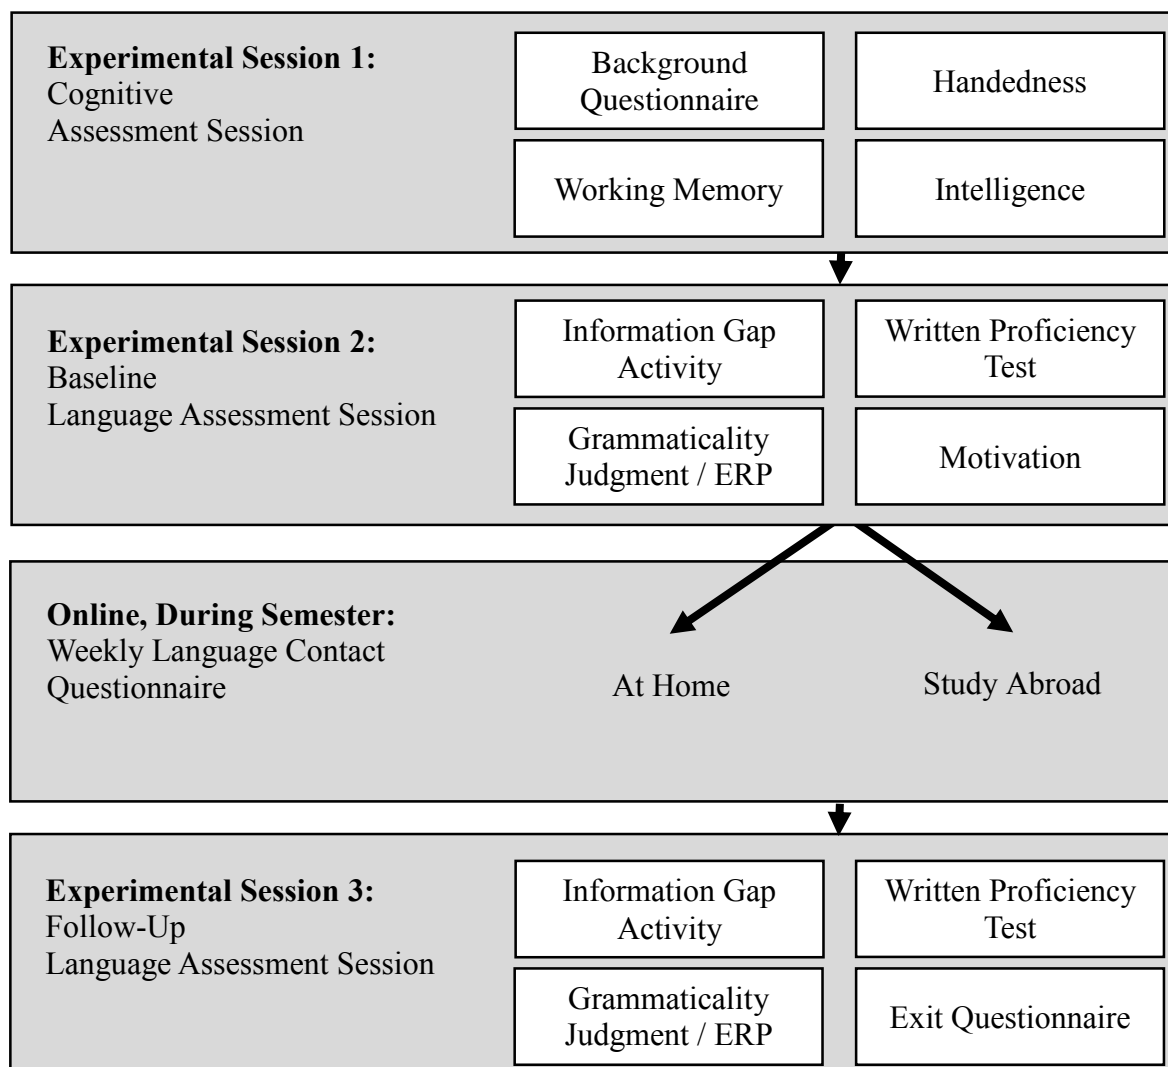 Experimental Session 1:
Cognitive
Assessment Session
Background
Questionnaire
Handedness
Working Memory
Intelligence
Experimental Session 2:
Baseline
Language Assessment Session
Information Gap
Activity
Written Proficiency
Test
Grammaticality
Judgment / ERP
Motivation
Online, During Semester:
Weekly Language Contact
Questionnaire
At Home
Study Abroad
Experimental Session 3:
Follow-Up
Language Assessment Session
Information Gap
Activity
Written Proficiency
Test
Grammaticality
Judgment / ERP
Exit Questionnaire